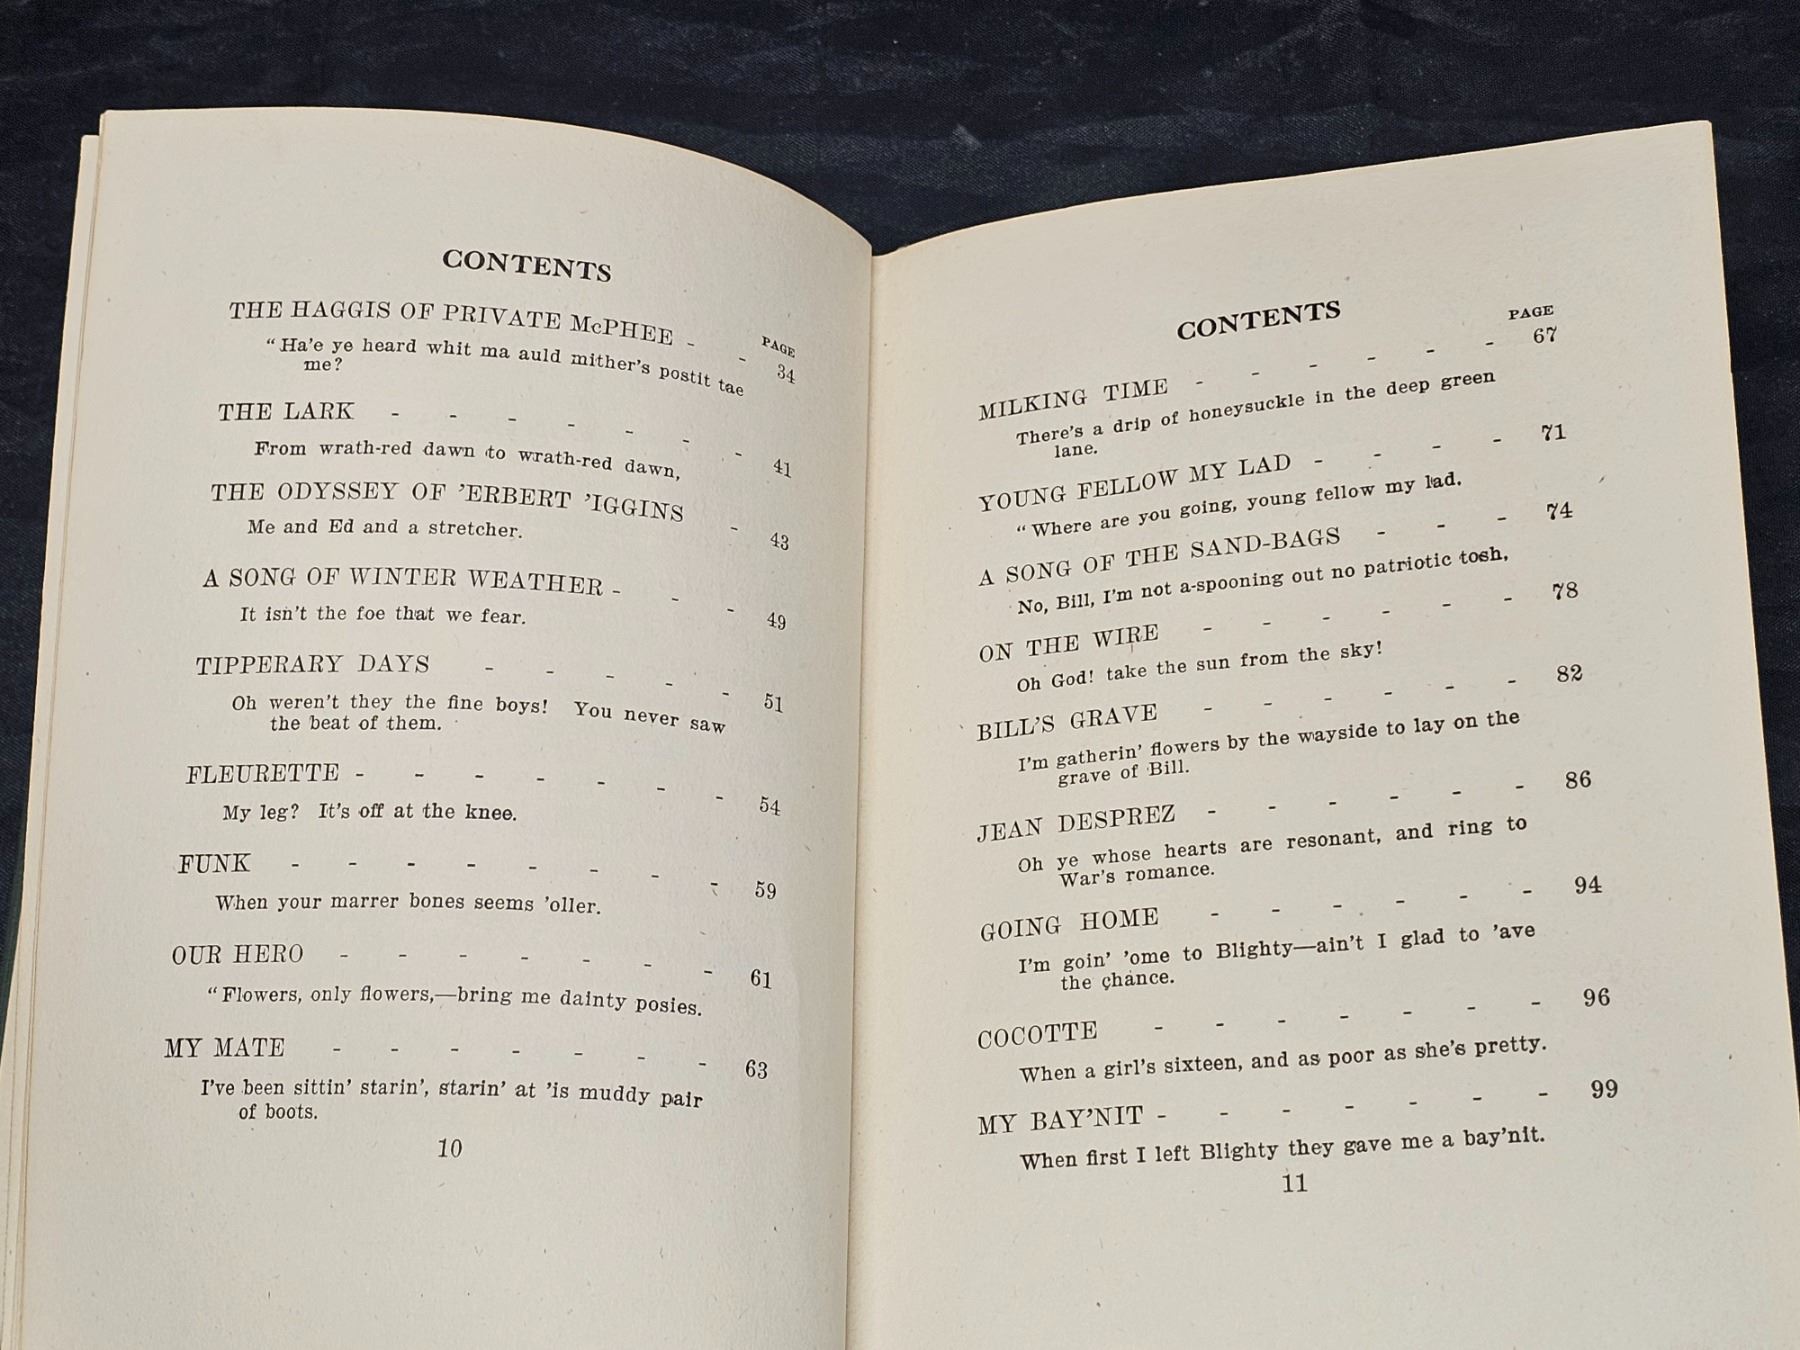 CONTENTS
PAGE
THE HAGGIS OF PRIVATE McPHEE - - 34
“Ha'e ye heard whit ma auld mither's postit tae
me?
THE LARK - - - - - - - 41
From wrath-red dawn to wrath-red dawn,
THE ODYSSEY OF 'ERBERT 'IGGINS - 43
Me and Ed and a stretcher.
A SONG OF WINTER WEATHER - - - 49
It isn't the foe that we fear.
TIPPERARY DAYS - - - - - 51
Oh weren't they the fine boys! You never saw
the beat of them.
FLEURETTE - - - - - - - 54
My leg? It's off at the knee.
FUNK - - - - - - - - 59
When your marrer bones seems 'oller.
OUR HERO - - - - - - - 61
“Flowers, only flowers,—bring me dainty posies.
MY MATE - - - - - - - 63
I've been sittin' starin', starin' at 'is muddy pair
of boots.
10
CONTENTS
PAGE
MILKING TIME - - - - - - 67
There's a drip of honeysuckle in the deep green
lane.
YOUNG FELLOW MY LAD - - - - 71
“Where are you going, young fellow my lad.
A SONG OF THE SAND-BAGS - - - 74
No, Bill, I'm not a-spooning out no patriotic tosh,
ON THE WIRE - - - - - - 78
Oh God! take the sun from the sky!
BILL'S GRAVE - - - - - - 82
I'm gatherin' flowers by the wayside to lay on the
grave of Bill.
JEAN DESPREZ - - - - - - 86
Oh ye whose hearts are resonant, and ring to
War's romance.
GOING HOME - - - - - - 94
I'm goin' 'ome to Blighty—ain't I glad to 'ave
the chance.
COCOTTE - - - - - - - 96
When a girl's sixteen, and as poor as she's pretty.
MY BAY'NIT - - - - - - - 99
When first I left Blighty they gave me a bay'nit.
11